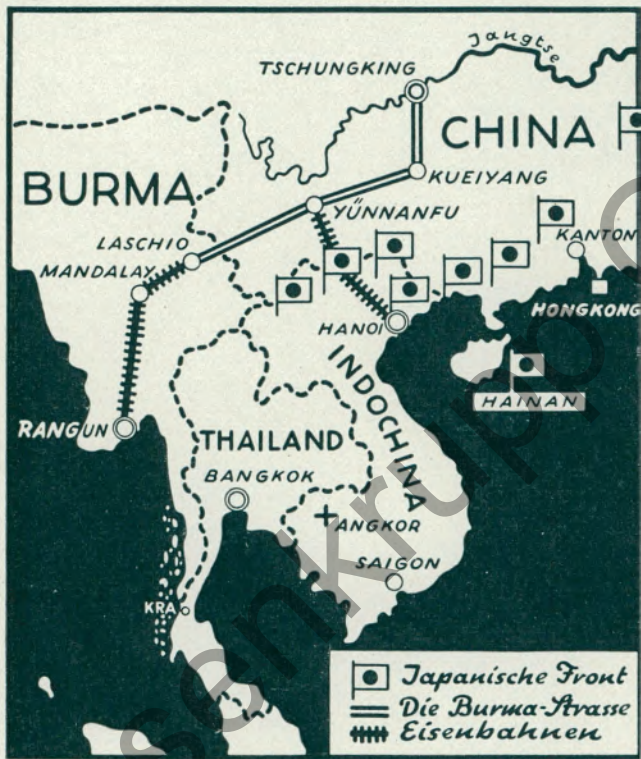 Jangtse
TSCHUNGKING
CHINA
BURMA
KUEIYANG
YÜNNANFU
LASCHIO
KANTON
MANDALAY
HONGKONG
HANOI
INDOCHINA
HAINAN
RANGUN
THAILAND
BANGKOK
ANGKOR
SAIGON
KRA
Japanische Front
Die Burma-Strasse
Eisenbahnen
senkrupp